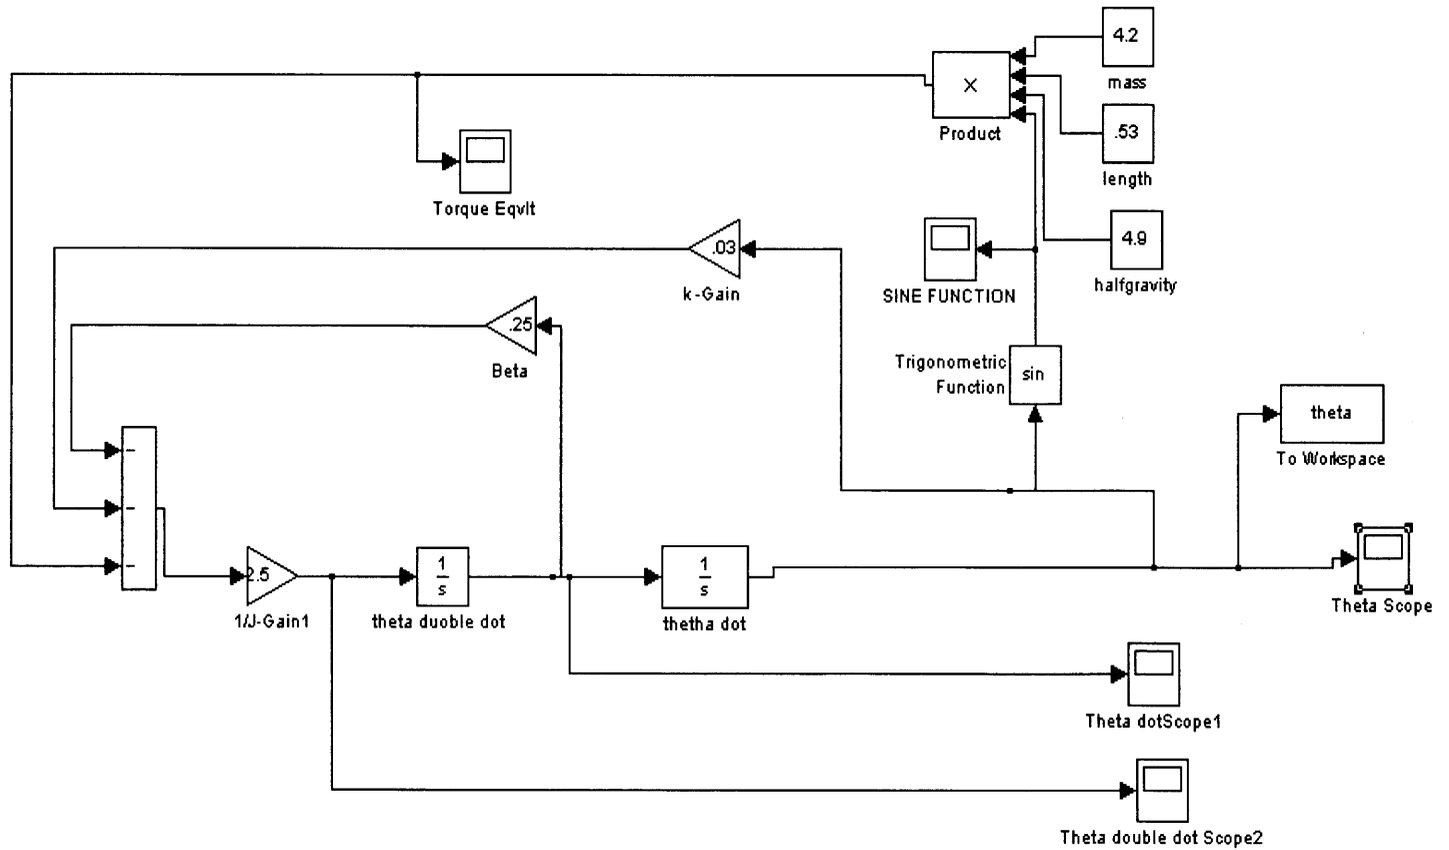 4.2
mass
×
Product
.53
length
Torque Eqvlt
4.9
halfgravity
.03
k-Gain
SINE FUNCTION
.25
Beta
Trigonometric
Function
sin
theta
To Workspace
-
-
-
2.5
1/J-Gain1
1
s
theta duoble dot
1
s
thetha dot
Theta Scope
Theta dotScope1
Theta double dot Scope2